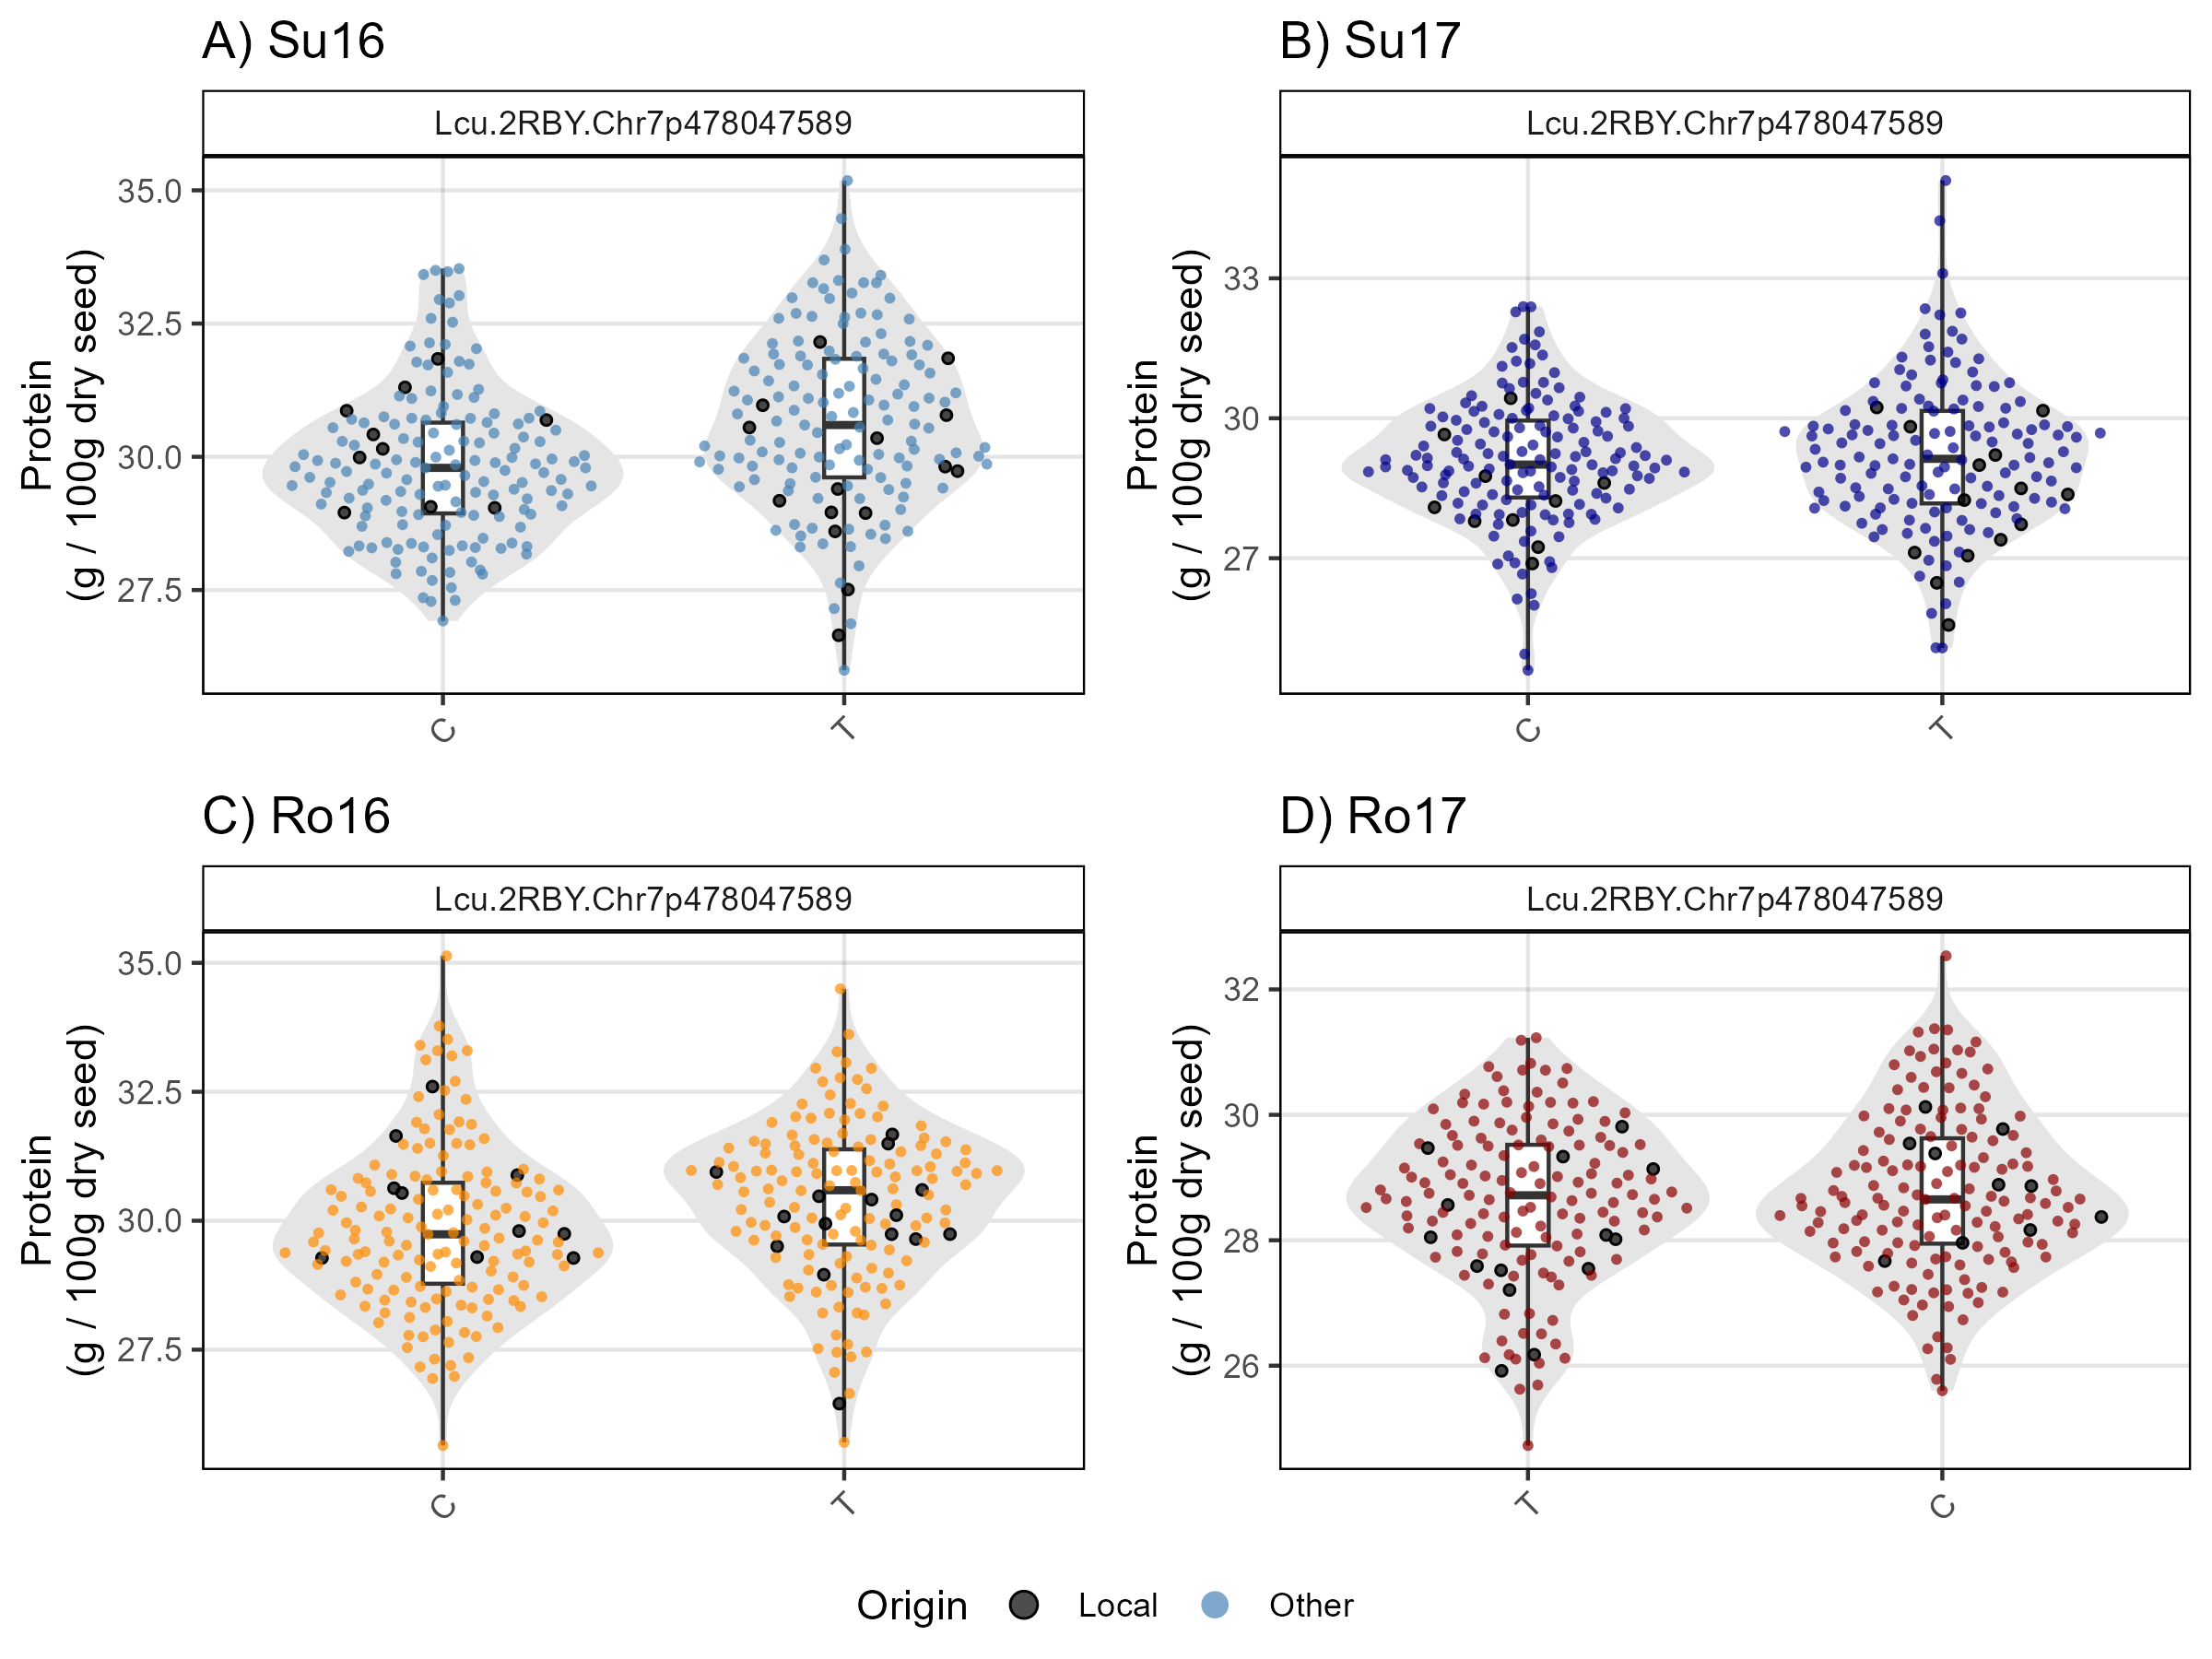 A) Su16
Lcu.2RBY.Chr7p478047589
Protein
(g / 100g dry seed)
35.0
32.5
30.0
27.5
C
T
B) Su17
Lcu.2RBY.Chr7p478047589
Protein
(g / 100g dry seed)
33
30
27
C
T
C) Ro16
Lcu.2RBY.Chr7p478047589
Protein
(g / 100g dry seed)
35.0
32.5
30.0
27.5
C
T
D) Ro17
Lcu.2RBY.Chr7p478047589
Protein
(g / 100g dry seed)
32
30
28
26
T
C
Origin Local Other